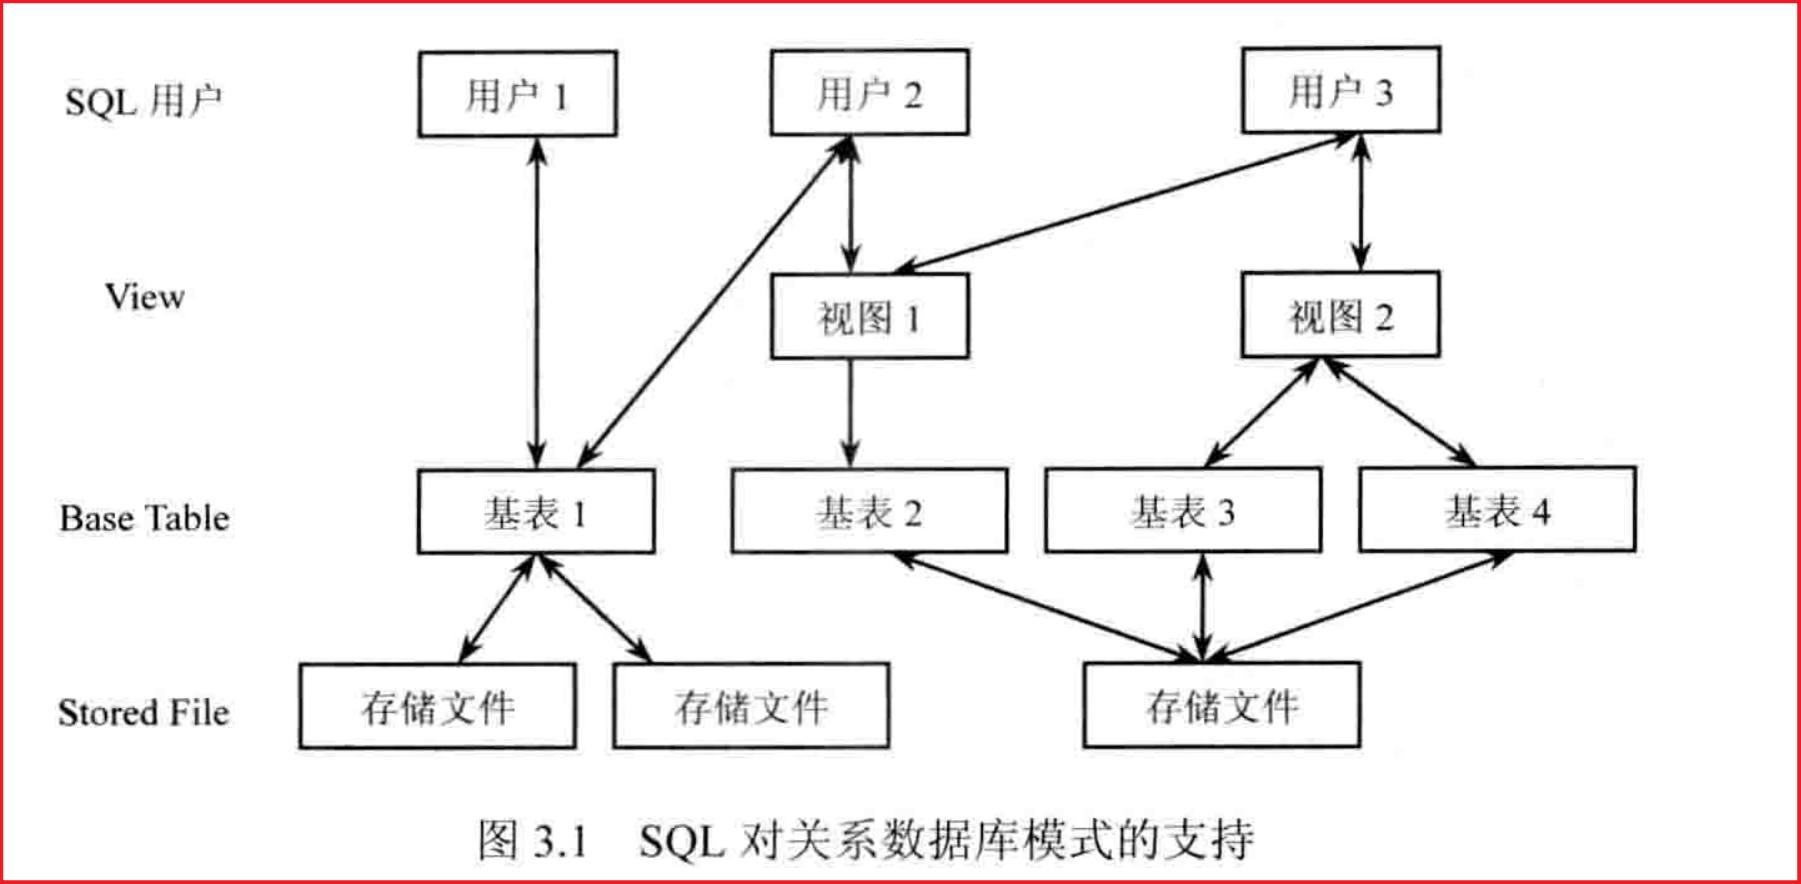 SQL 用户
用户 1
用户 2
用户 3
View
视图 1
视图 2
Base Table
基表 1
基表 2
基表 3
基表 4
Stored File
存储文件
存储文件
存储文件
图 3.1 SQL 对关系数据库模式的支持